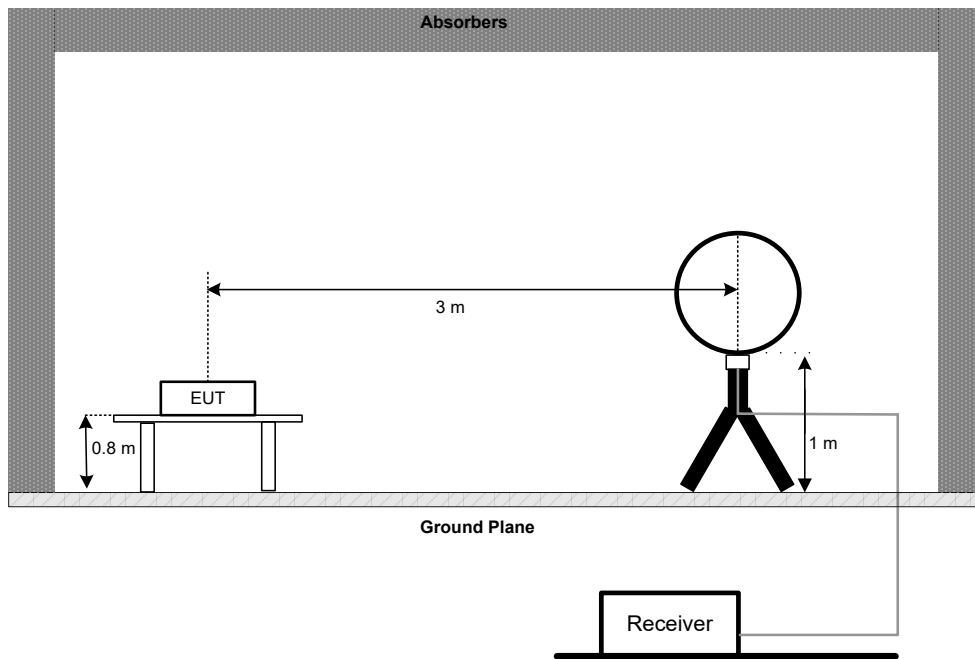 Absorbers
3 m
EUT
0.8 m
1 m
Ground Plane
Receiver